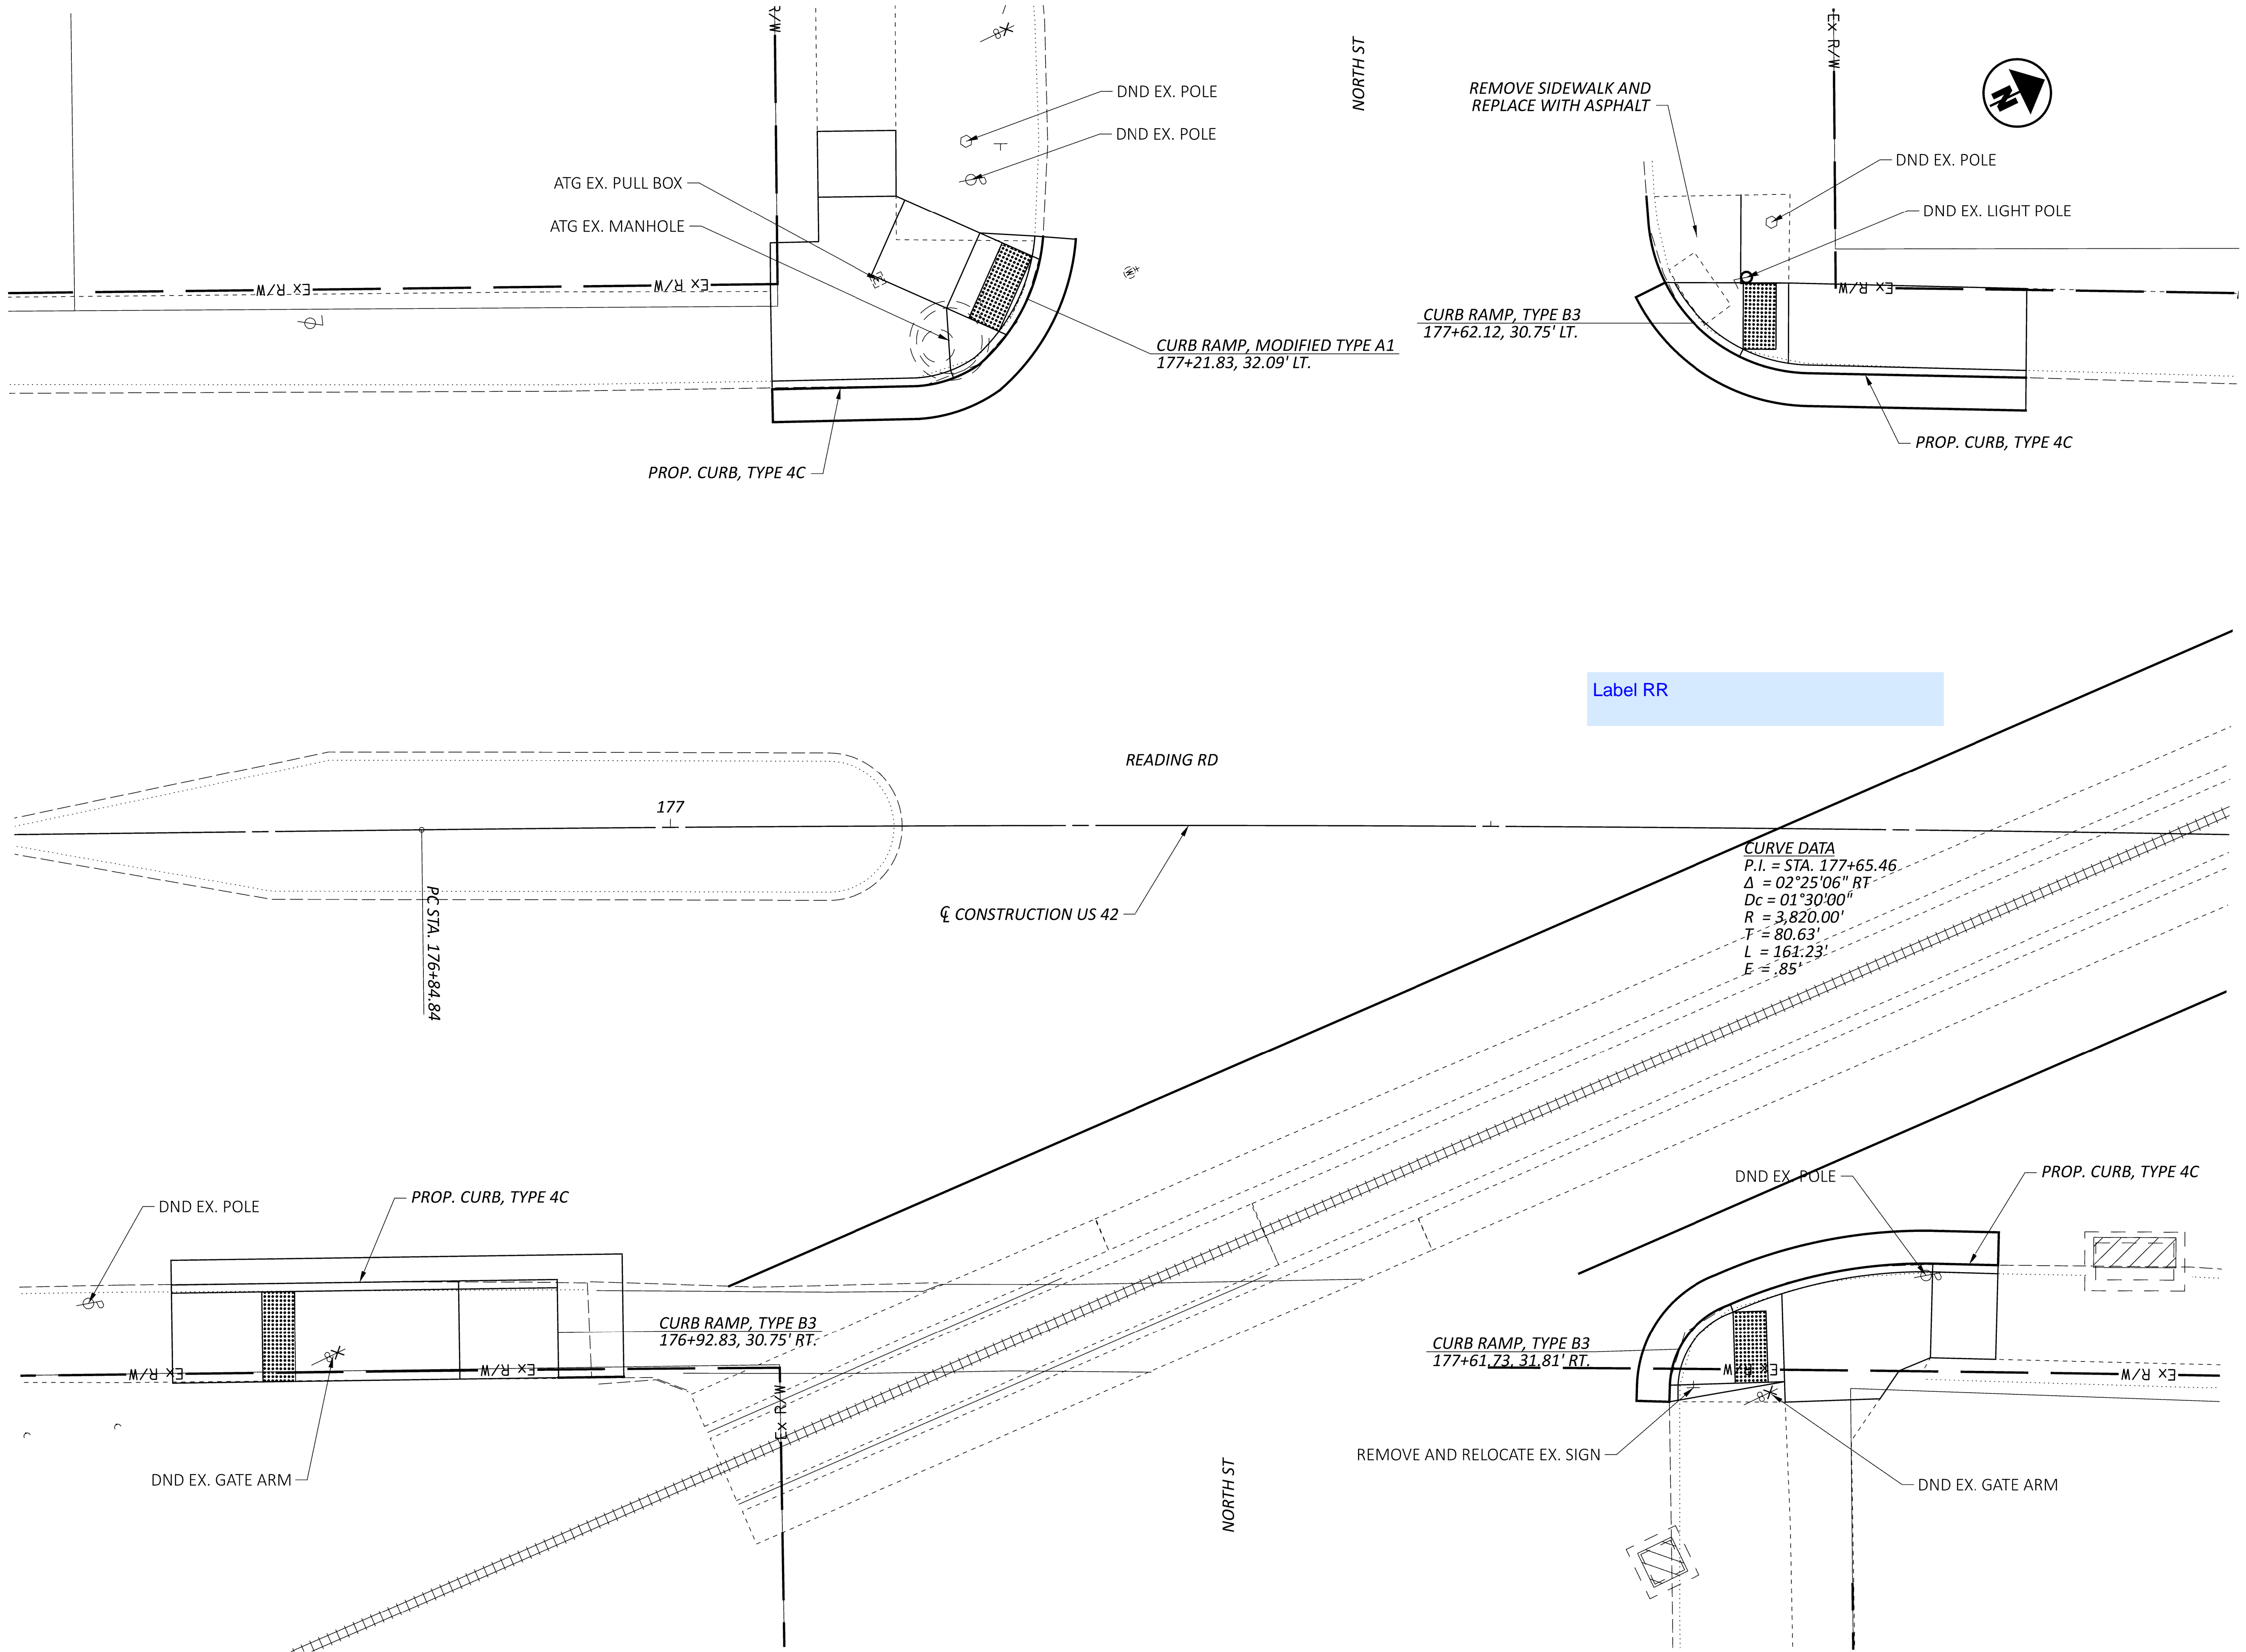 R/W
NORTH ST
Ex R/W
REMOVE SIDEWALK AND
REPLACE WITH ASPHALT
N
DND EX. POLE
DND EX. POLE
DND EX. POLE
ATG EX. PULL BOX
ATG EX. MANHOLE
DND EX. LIGHT POLE
Ex R/W
Ex R/W
Ex R/W
CURB RAMP, TYPE B3
177+62.12, 30.75' LT.
CURB RAMP, MODIFIED TYPE A1
177+21.83, 32.09' LT.
PROP. CURB, TYPE 4C
PROP. CURB, TYPE 4C
Label RR
READING RD
177
PC STA. 176+84.84
℄ CONSTRUCTION US 42
CURVE DATA
P.I. = STA. 177+65.46
Δ = 02°25'06" RT
Dc = 01°30'00"
R = 3,820.00'
T = 80.63'
L = 161.23'
E = .85'
DND EX. POLE
PROP. CURB, TYPE 4C
DND EX. POLE
PROP. CURB, TYPE 4C
CURB RAMP, TYPE B3
176+92.83, 30.75' RT.
CURB RAMP, TYPE B3
177+61.73, 31.81' RT.
Ex R/W
Ex R/W
Ex R/W
Ex R/W
Ex R/W
DND EX. GATE ARM
NORTH ST
REMOVE AND RELOCATE EX. SIGN
DND EX. GATE ARM